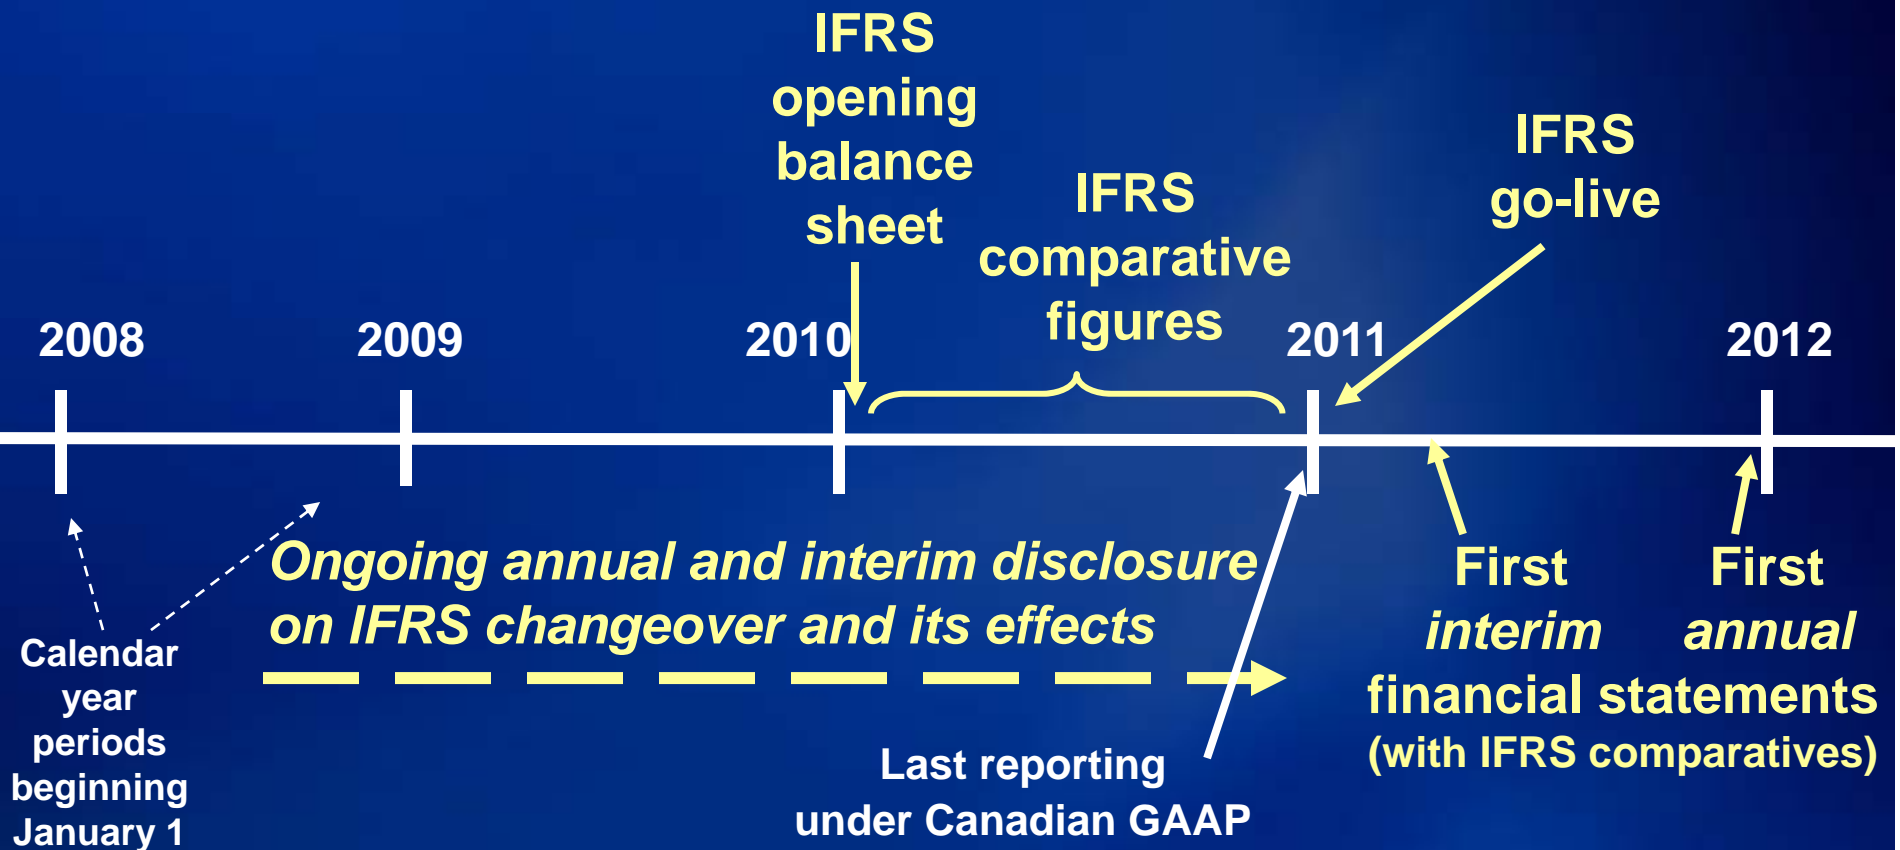 IFRS
opening
balance
sheet
IFRS
comparative
figures
IFRS
go-live
2008
2009
2010
2011
2012
Ongoing annual and interim disclosure
on IFRS changeover and its effects
Calendar
year
periods
beginning
January 1
Last reporting
under Canadian GAAP
First First
interim annual
financial statements
(with IFRS comparatives)